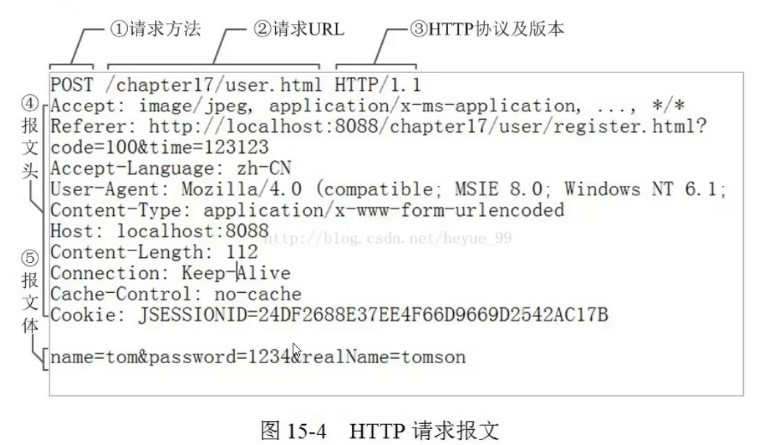 ①请求方法 ②请求URL ③HTTP协议及版本
POST /chapter17/user.html HTTP/1.1
④报文头
Accept: image/jpeg, application/x-ms-application, ..., */*
Referer: http://localhost:8088/chapter17/user/register.html?
code=100&time=123123
Accept-Language: zh-CN
User-Agent: Mozilla/4.0 (compatible; MSIE 8.0; Windows NT 6.1;
Content-Type: application/x-www-form-urlencoded
Host: localhost:8088
http://blog.csdn.net/heyue_99
Content-Length: 112
Connection: Keep-Alive
Cache-Control: no-cache
Cookie: JSESSIONID=24DF2688E37EE4F66D9669D2542AC17B
⑤报文体
name=tom&password=1234&realName=tomson
图 15-4 HTTP 请求报文